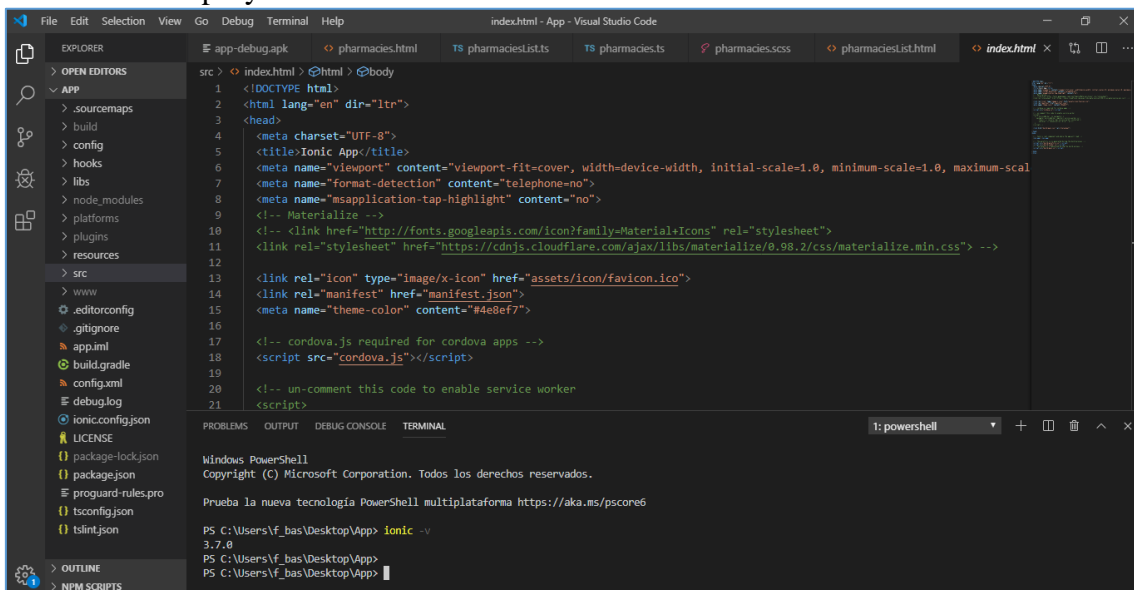 File Edit Selection View Go Debug Terminal Help index.html - App - Visual Studio Code
EXPLORER
OPEN EDITORS
APP
.sourcemaps
build
config
hooks
libs
node_modules
platforms
plugins
resources
src
www
.editorconfig
.gitignore
app.iml
build.gradle
config.xml
debug.log
ionic.config.json
LICENSE
package-lock.json
package.json
proguard-rules.pro
tsconfig.json
tslint.json
OUTLINE
NPM SCRIPTS
1
app-debug.apk <> pharmacies.html TS pharmaciesList.ts TS pharmacies.ts pharmacies.scss <> pharmaciesList.html <> index.html
src > <> index.html > html > body
1 <!DOCTYPE html>
2 <html lang="en" dir="ltr">
3 <head>
4 <meta charset="UTF-8">
5 <title>Ionic App</title>
6 <meta name="viewport" content="viewport-fit=cover, width=device-width, initial-scale=1.0, minimum-scale=1.0, maximum-scal
7 <meta name="format-detection" content="telephone=no">
8 <meta name="msapplication-tap-highlight" content="no">
9 <!-- Materialize -->
10 <!-- <link href="http://fonts.googleapis.com/icon?family=Material+Icons" rel="stylesheet">
11 <link rel="stylesheet" href="https://cdnjs.cloudflare.com/ajax/libs/materialize/0.98.2/css/materialize.min.css"> -->
12
13 <link rel="icon" type="image/x-icon" href="assets/icon/favicon.ico">
14 <link rel="manifest" href="manifest.json">
15 <meta name="theme-color" content="#4e8ef7">
16
17 <!-- cordova.js required for cordova apps -->
18 <script src="cordova.js"></script>
19
20 <!-- un-comment this code to enable service worker
21 <script>
PROBLEMS OUTPUT DEBUG CONSOLE TERMINAL 1: powershell
Windows PowerShell
Copyright (C) Microsoft Corporation. Todos los derechos reservados.
Prueba la nueva tecnología PowerShell multiplataforma https://aka.ms/pscore6
PS C:\Users\f_bas\Desktop\App> ionic -v
3.7.0
PS C:\Users\f_bas\Desktop\App>
PS C:\Users\f_bas\Desktop\App>